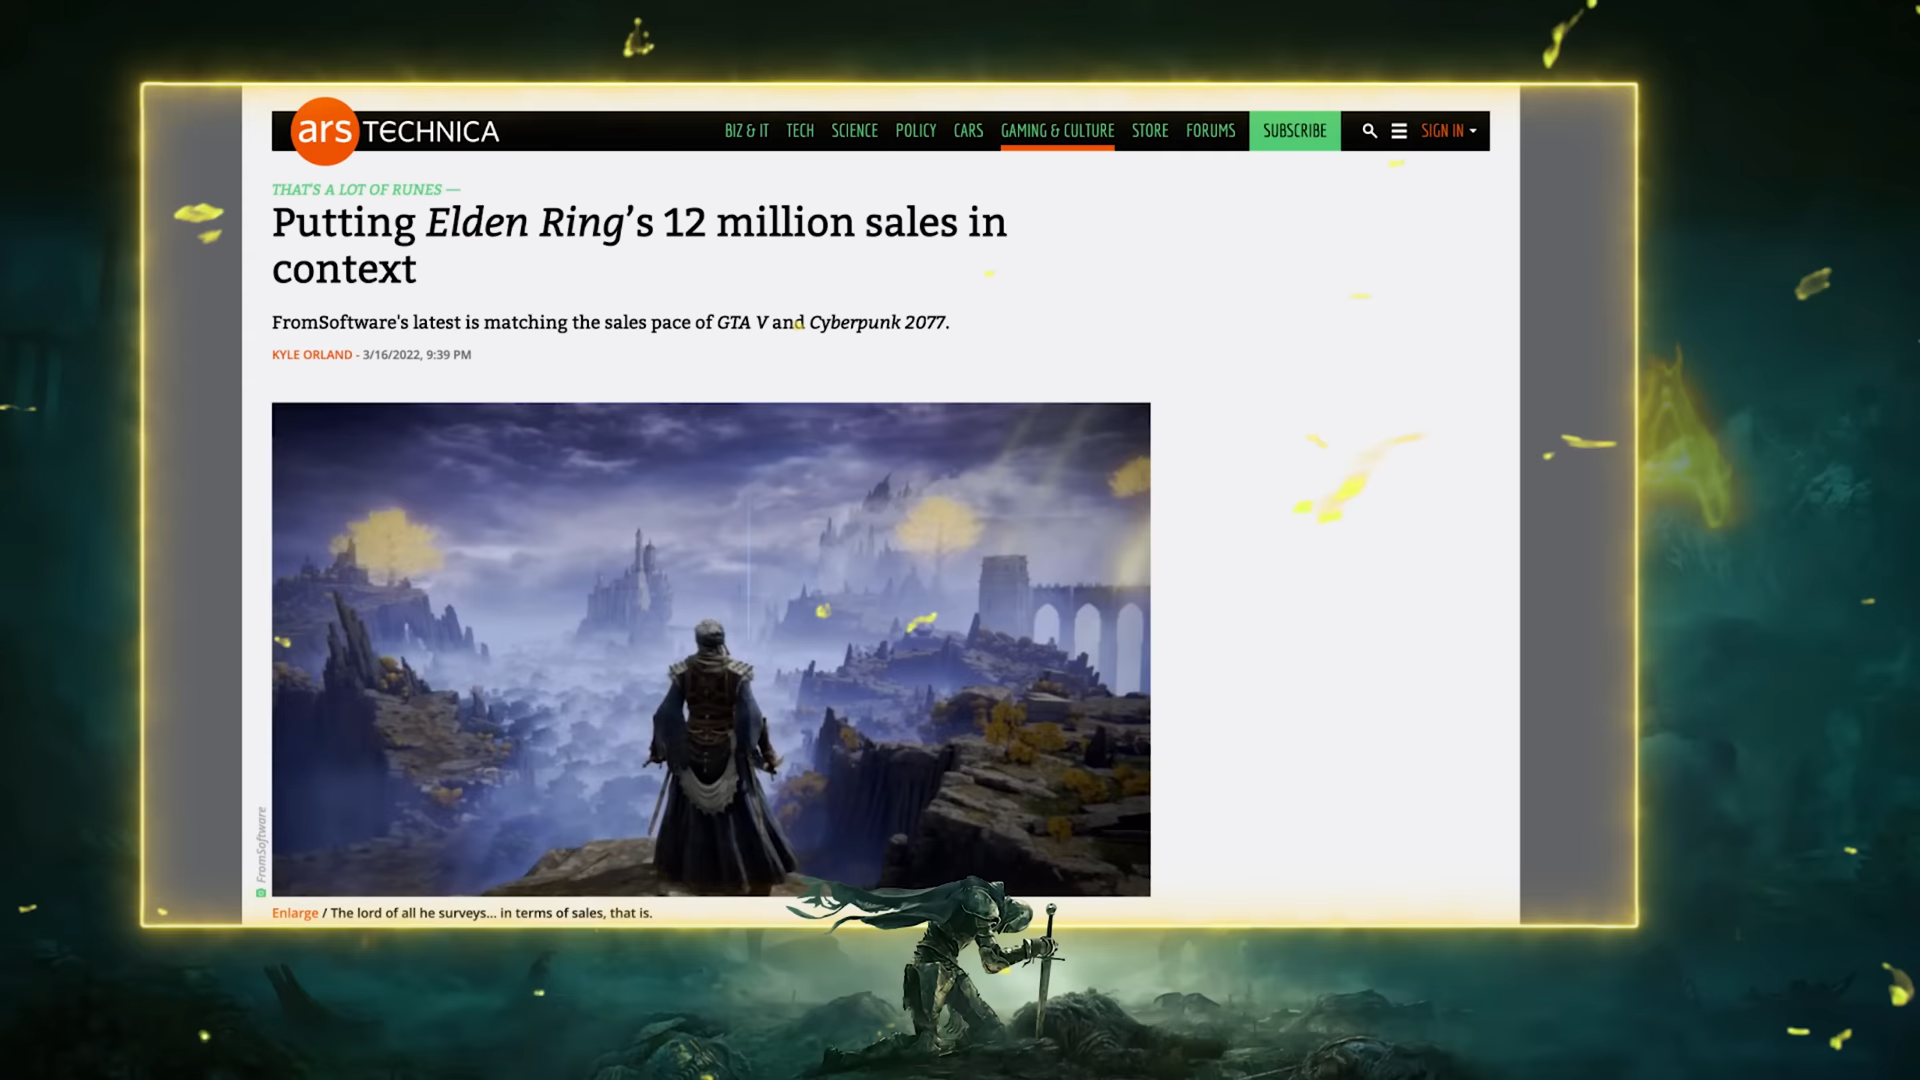 ars TECHNICA
BIZ & IT TECH SCIENCE POLICY CARS GAMING & CULTURE STORE FORUMS SUBSCRIBE SIGN IN
THAT'S A LOT OF RUNES —
Putting Elden Ring’s 12 million sales in
context
FromSoftware's latest is matching the sales pace of GTA V and Cyberpunk 2077.
KYLE ORLAND - 3/16/2022, 9:39 PM
FromSoftware
Enlarge / The lord of all he surveys... in terms of sales, that is.